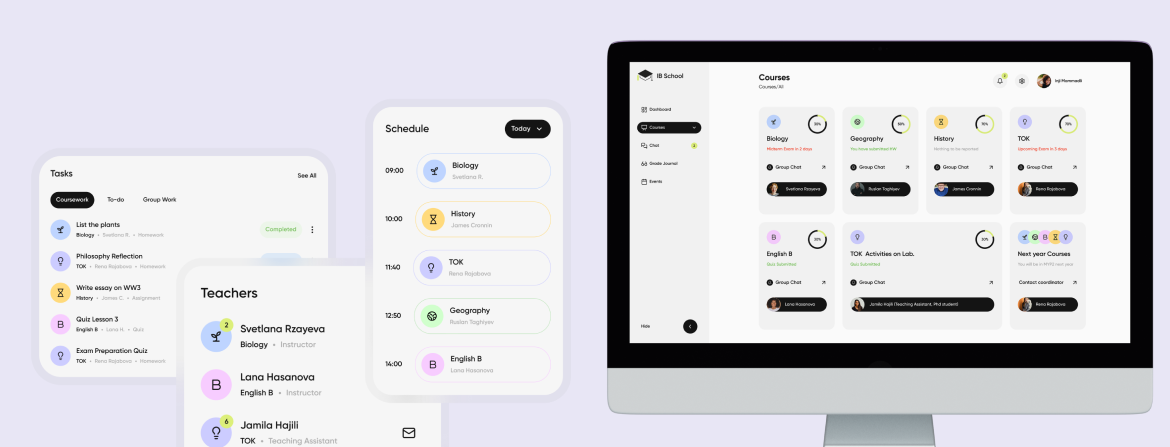 Tasks
See All
Coursework To-do Group Work
List the plants
Biology • Svetlana R. • Homework
Completed
Philosophy Reflection
TOK • Rena Rajabova • Homework
Write essay on WW3
History • James C. • Assignment
Quiz Lesson 3
English B • Lana H. • Quiz
Exam Preparation Quiz
TOK • Rena Rajabova • Homework
Teachers
2
Svetlana Rzayeva
Biology • Instructor
B
Lana Hasanova
English B • Instructor
6
Jamila Hajili
TOK • Teaching Assistant
Schedule
Today
09:00
Biology
Svetlana R.
10:00
History
James Crannin
11:40
TOK
Rena Rajabova
12:50
Geography
Ruslan Taghiyev
14:00
B
English B
Lana Hasanova
IB School
Dashboard
Courses
Chat
Grade Journal
Events
Hide
Courses
Courses/All
Inji Mammadli
Biology
Midterm Exam in 2 days
Group Chat
Svetlana Rzayeva
Geography
You have submitted HW
Group Chat
Ruslan Taghiyev
History
Nothing to be reported
Group Chat
James Cronin
TOK
Upcoming Exam in 3 days
Group Chat
Rena Rajabova
B
English B
Quiz Submitted
Group Chat
Lana Hasanova
TOK Activities on Lab.
Quiz Submitted
Group Chat
Jamila Hajili (Teaching Assistant, Phd student)
B
Next year Courses
You will be in WW3 next year
Contact coordinator
Rena Rajabova